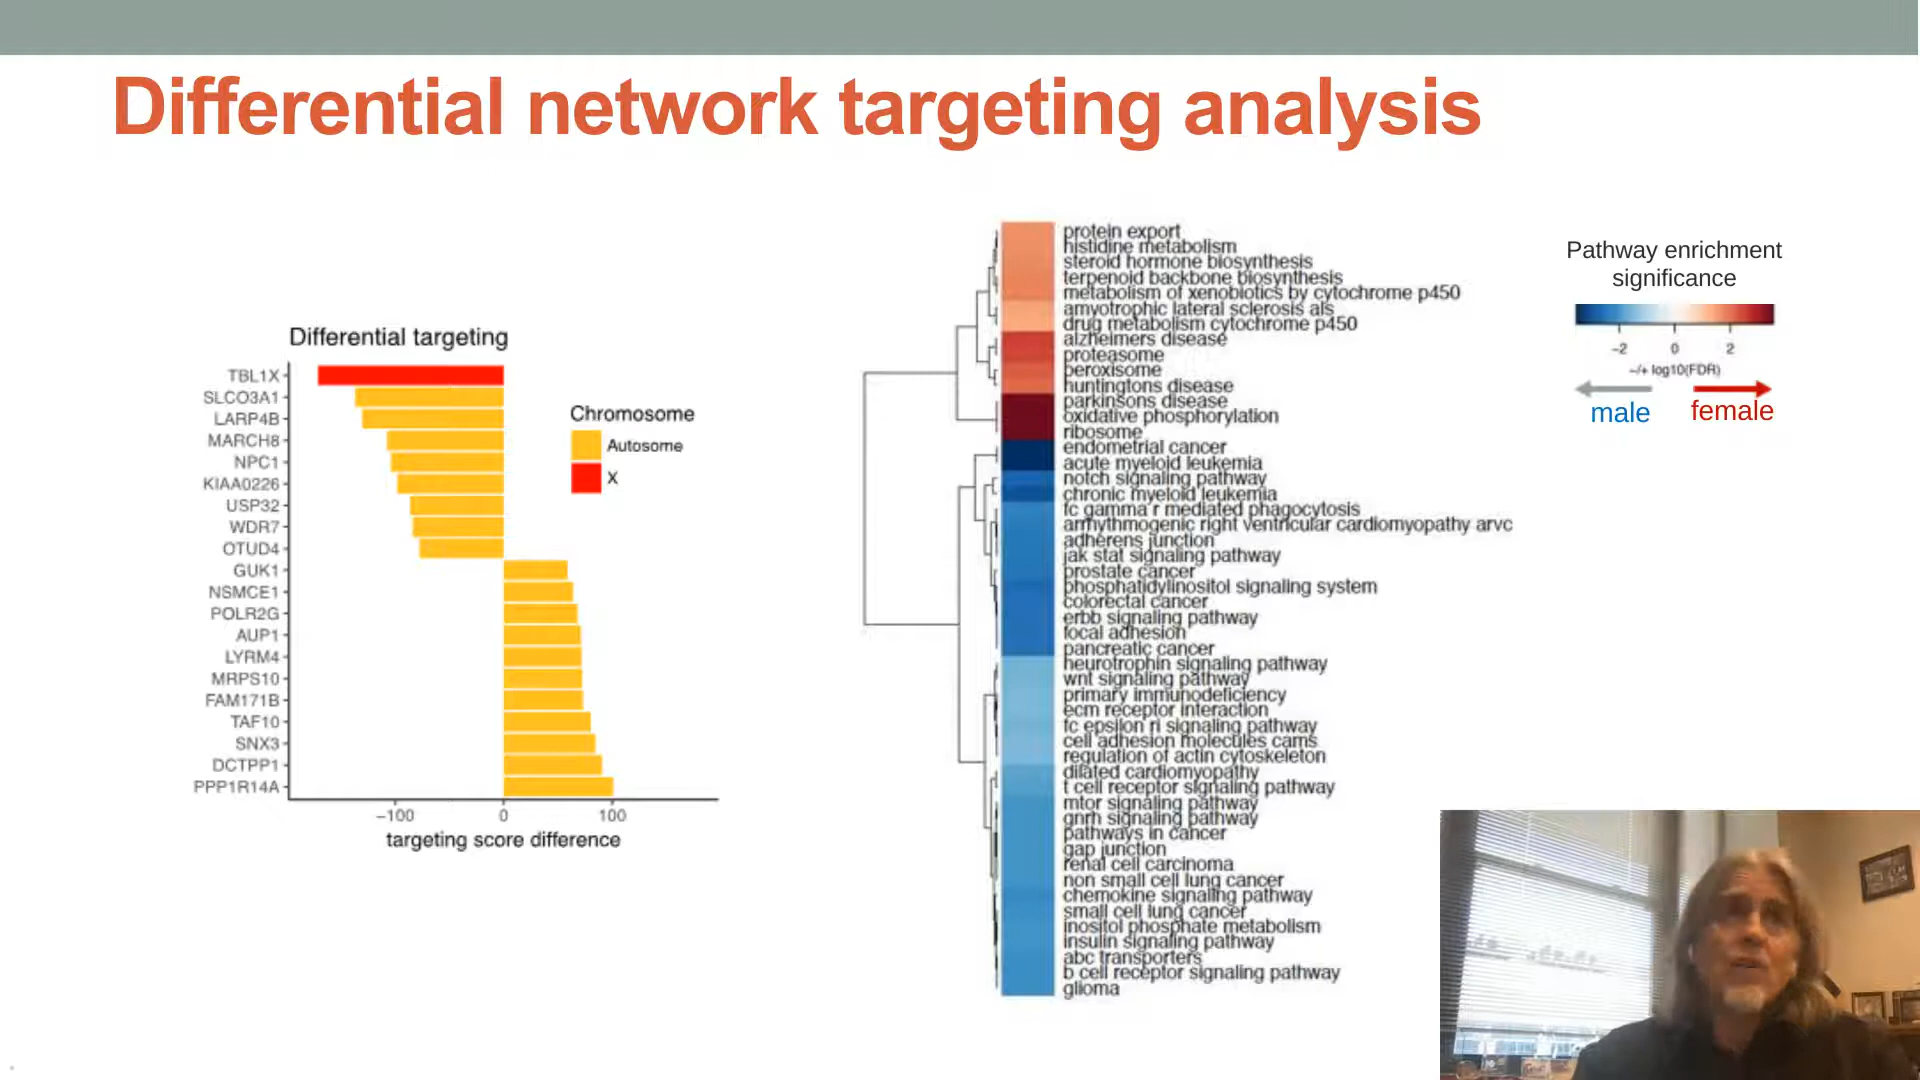 Differential network targeting analysis
Differential targeting
TBL1X
SLCO3A1
LARP4B
MARCH8
NPC1
KIAA0226
USP32
WDR7
OTUD4
GUK1
NSMCE1
POLR2G
AUP1
LYRM4
MRPS10
FAM171B
TAF10
SNX3
DCTPP1
PPP1R14A
−100 0 100
targeting score difference
Chromosome
Autosome
X
protein export
histidine metabolism
steroid hormone biosynthesis
terpenoid backbone biosynthesis
metabolism of xenobiotics by cytochrome p450
amyotrophic lateral sclerosis als
drug metabolism cytochrome p450
alzheimers disease
proteasome
peroxisome
huntingtons disease
parkinsons disease
oxidative phosphorylation
ribosome
endometrial cancer
acute myeloid leukemia
notch signaling pathway
chronic myeloid leukemia
fc gamma r mediated phagocytosis
arrhythmogenic right ventricular cardiomyopathy arvc
adherens junction
jak stat signaling pathway
prostate cancer
phosphatidylinositol signaling system
colorectal cancer
erbb signaling pathway
focal adhesion
pancreatic cancer
neurotrophin signaling pathway
wnt signaling pathway
primary immunodeficiency
ecm receptor interaction
fc epsilon ri signaling pathway
cell adhesion molecules cams
regulation of actin cytoskeleton
dilated cardiomyopathy
t cell receptor signaling pathway
mtor signaling pathway
gnrh signaling pathway
pathways in cancer
gap junction
renal cell carcinoma
non small cell lung cancer
chemokine signaling pathway
small cell lung cancer
inositol phosphate metabolism
insulin signaling pathway
abc transporters
b cell receptor signaling pathway
glioma
Pathway enrichment
significance
−2 0 2
−/+ log10(FDR)
male female